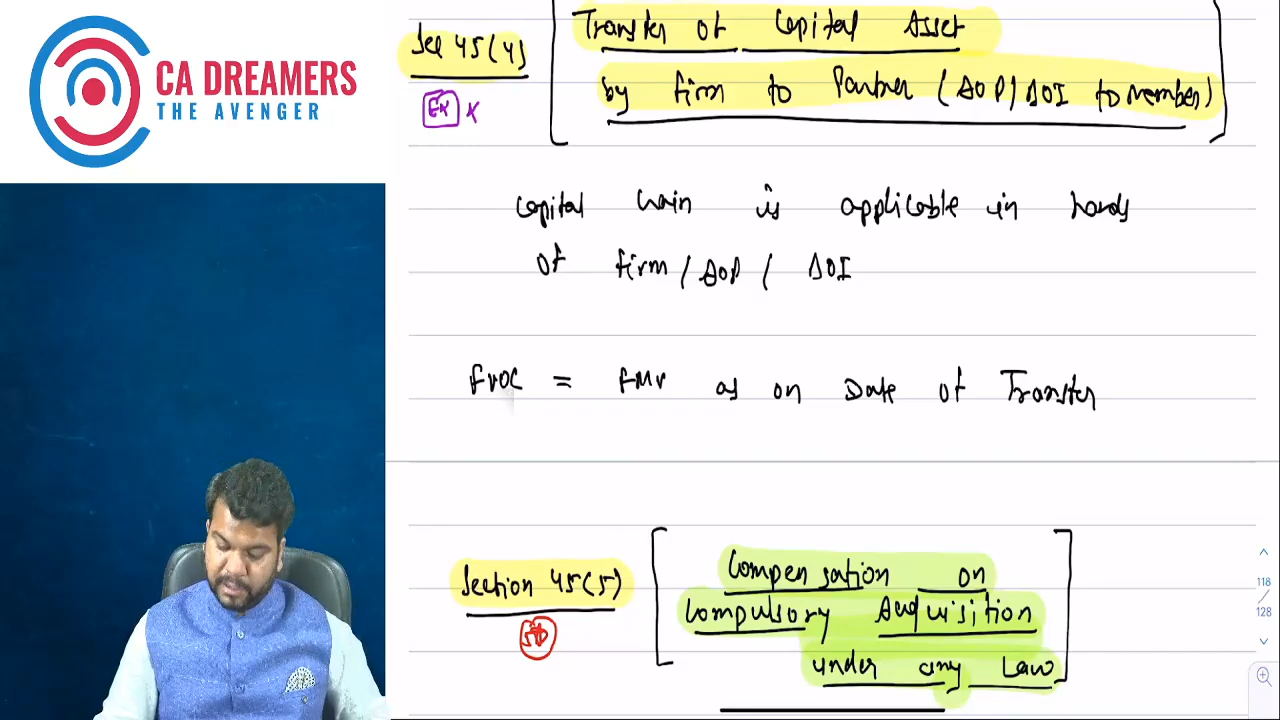 CA DREAMERS
THE AVENGER
Sec 45(4)
Ex x
Transfer of Capital Asset
by firm to Partner (AOP/BOI to member)
Capital Gain is applicable in hands
of firm / AOP / BOI
FVOC = FMV as on Date of Transfer
Section 45(5)
Compensation on
Compulsory Acquisition
under any Law
118
/
128